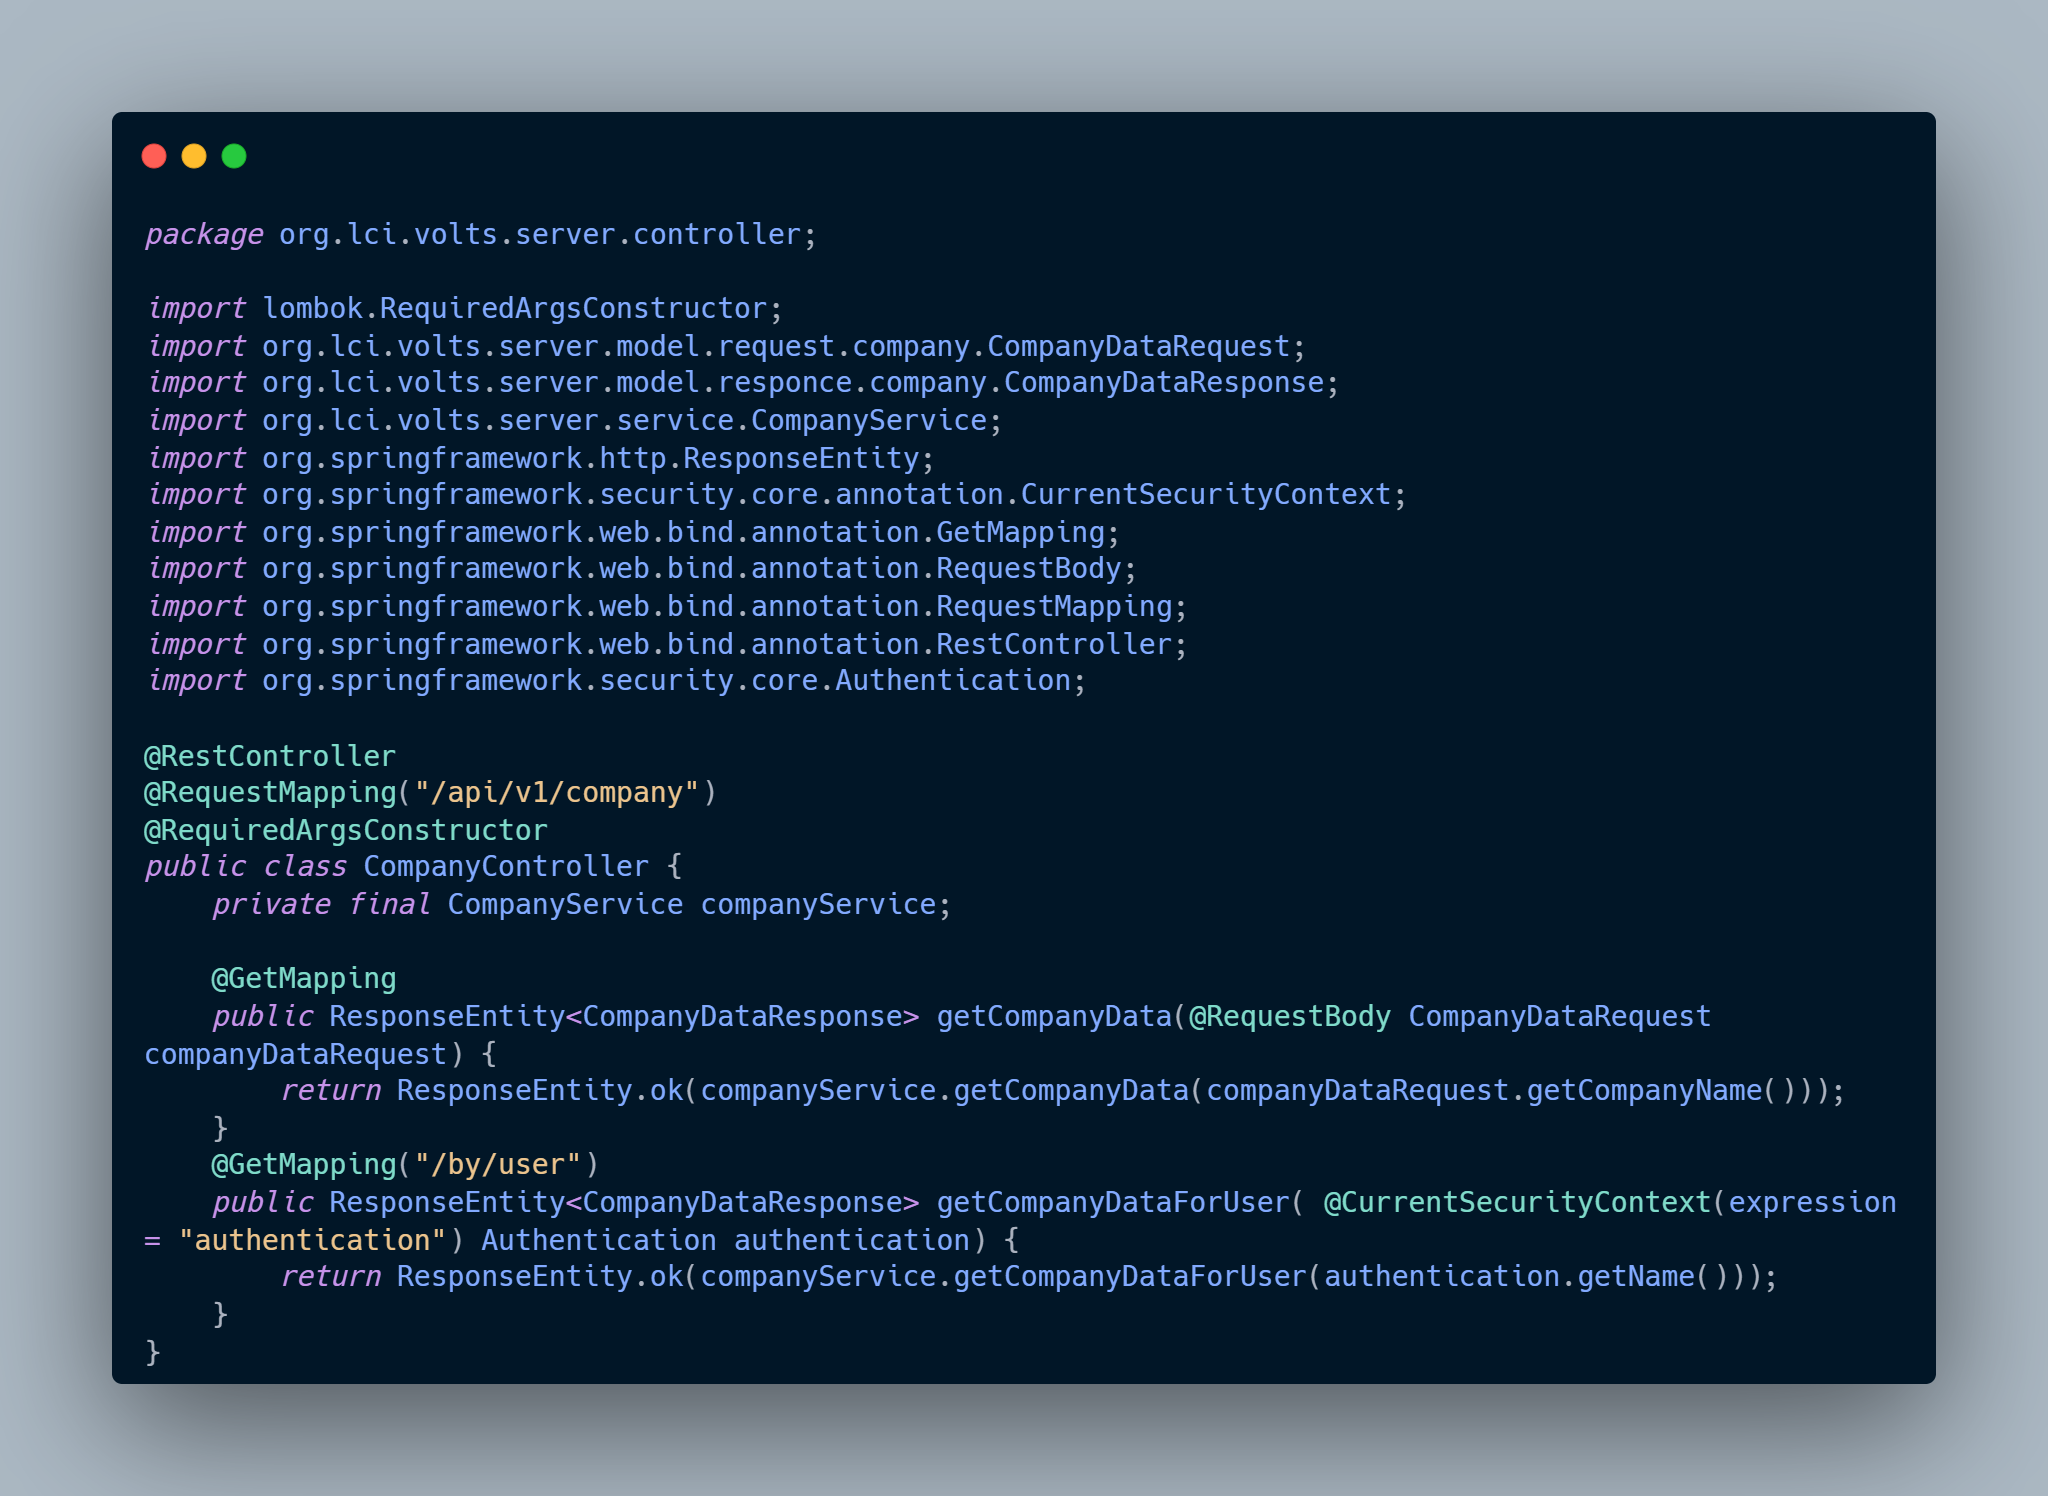 package org.lci.volts.server.controller;

import lombok.RequiredArgsConstructor;
import org.lci.volts.server.model.request.company.CompanyDataRequest;
import org.lci.volts.server.model.responce.company.CompanyDataResponse;
import org.lci.volts.server.service.CompanyService;
import org.springframework.http.ResponseEntity;
import org.springframework.security.core.annotation.CurrentSecurityContext;
import org.springframework.web.bind.annotation.GetMapping;
import org.springframework.web.bind.annotation.RequestBody;
import org.springframework.web.bind.annotation.RequestMapping;
import org.springframework.web.bind.annotation.RestController;
import org.springframework.security.core.Authentication;

@RestController
@RequestMapping("/api/v1/company")
@RequiredArgsConstructor
public class CompanyController {
    private final CompanyService companyService;

    @GetMapping
    public ResponseEntity<CompanyDataResponse> getCompanyData(@RequestBody CompanyDataRequest
companyDataRequest) {
        return ResponseEntity.ok(companyService.getCompanyData(companyDataRequest.getCompanyName()));
    }
    @GetMapping("/by/user")
    public ResponseEntity<CompanyDataResponse> getCompanyDataForUser( @CurrentSecurityContext(expression
= "authentication") Authentication authentication) {
        return ResponseEntity.ok(companyService.getCompanyDataForUser(authentication.getName()));
    }
}